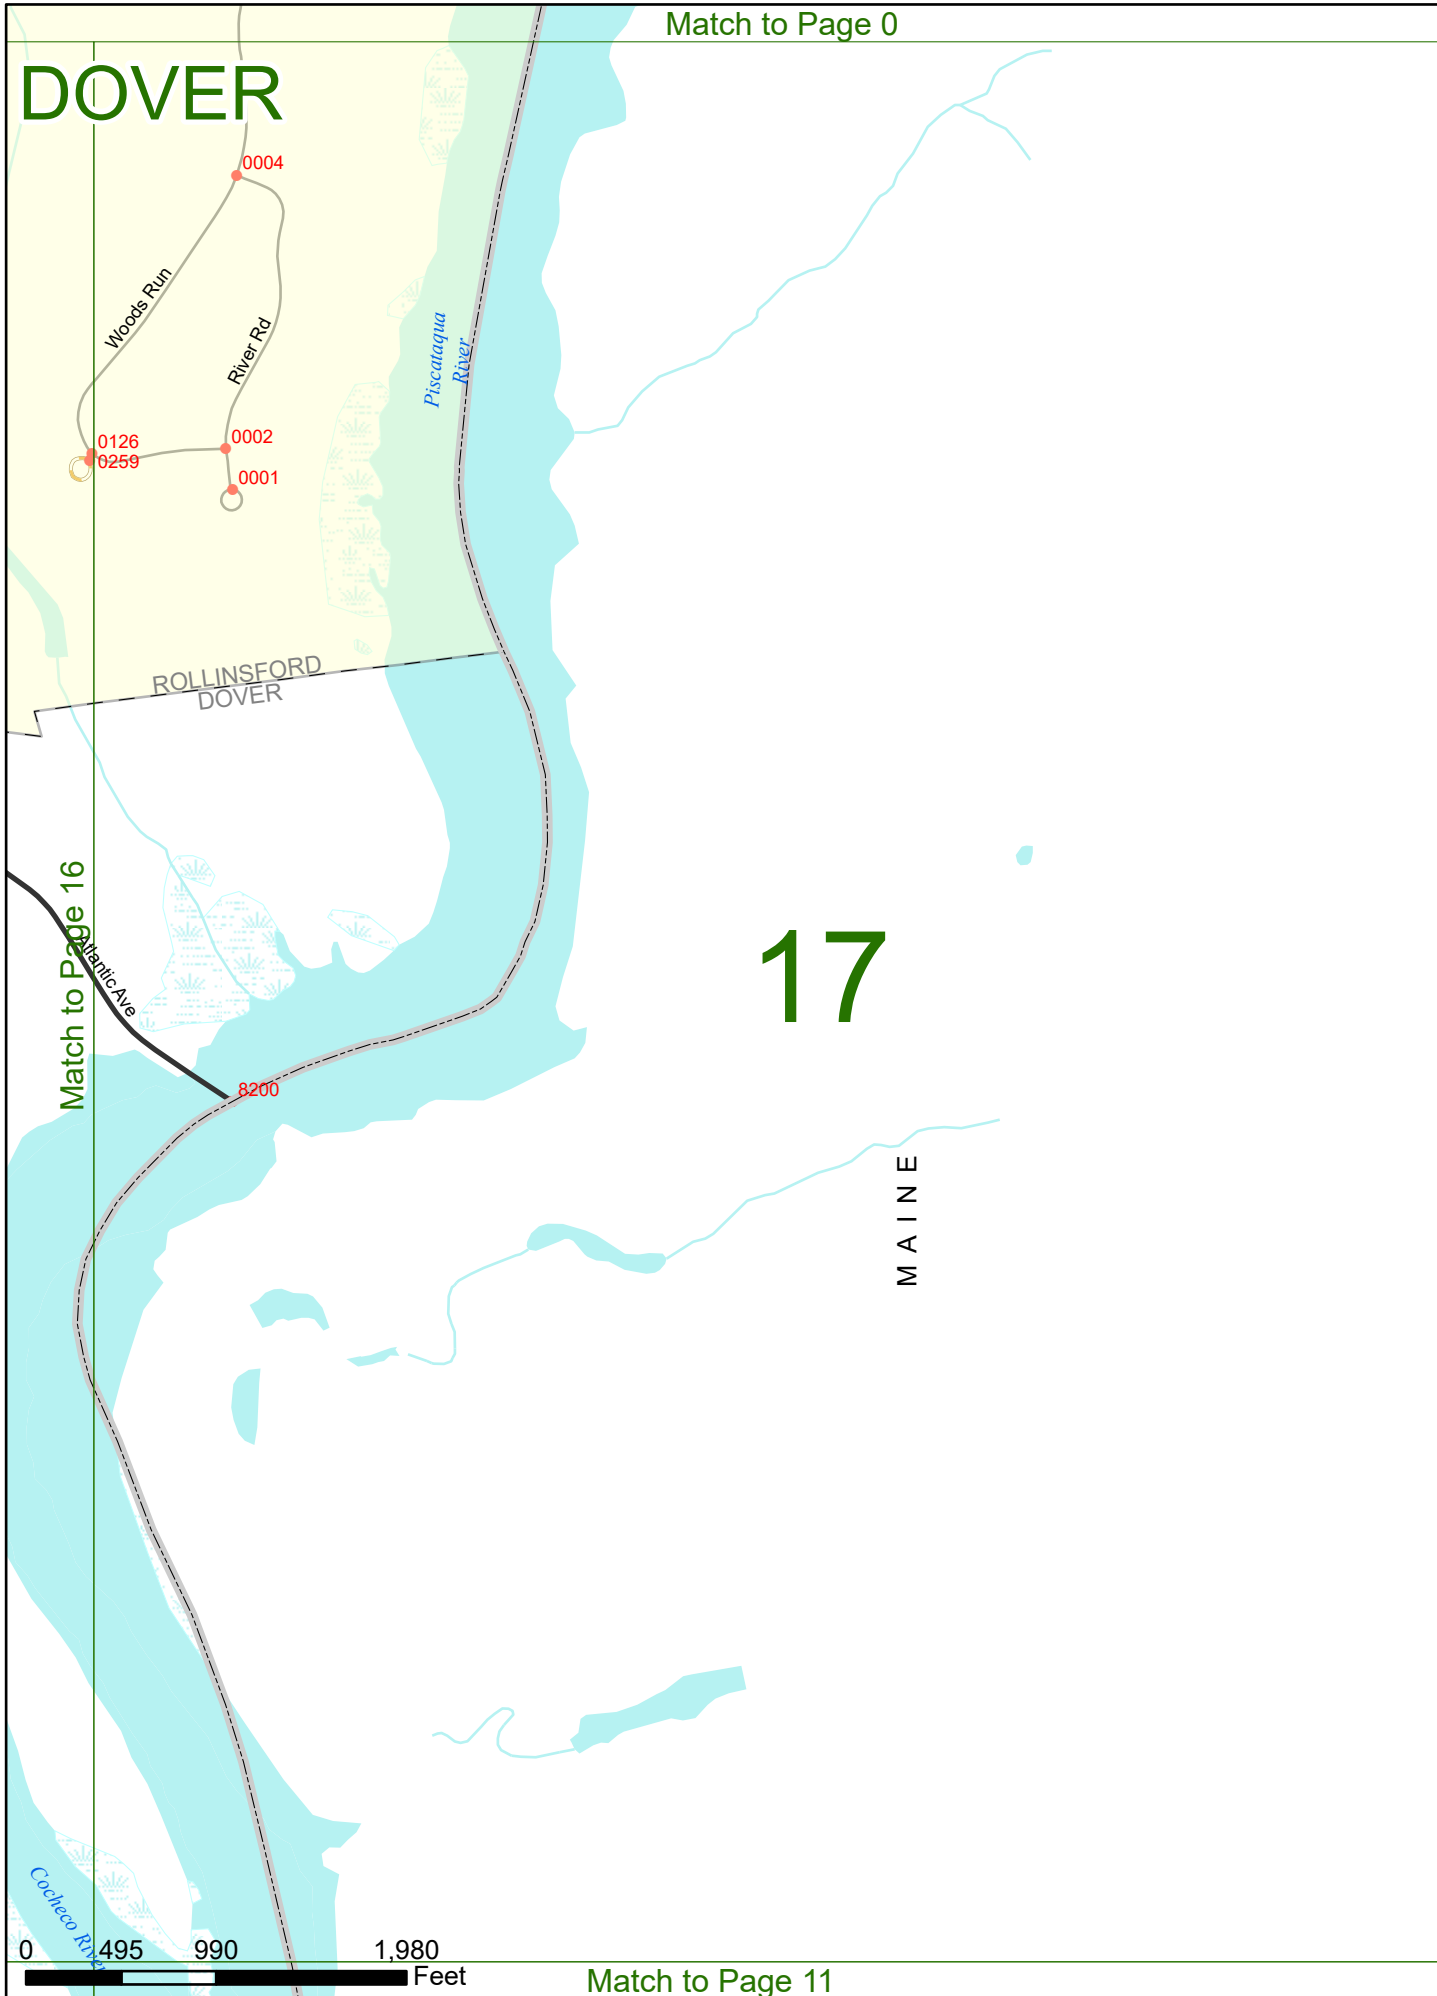 Match to Page 0
DOVER
0004
Woods Run
River Rd
Piscataqua
River
0126
0259
0002
0001
ROLLINSFORD
DOVER
Match to Page 16
Atlantic Ave
17
8200
MAINE
Cocheco River
0 495 990 1,980
Feet
Match to Page 11